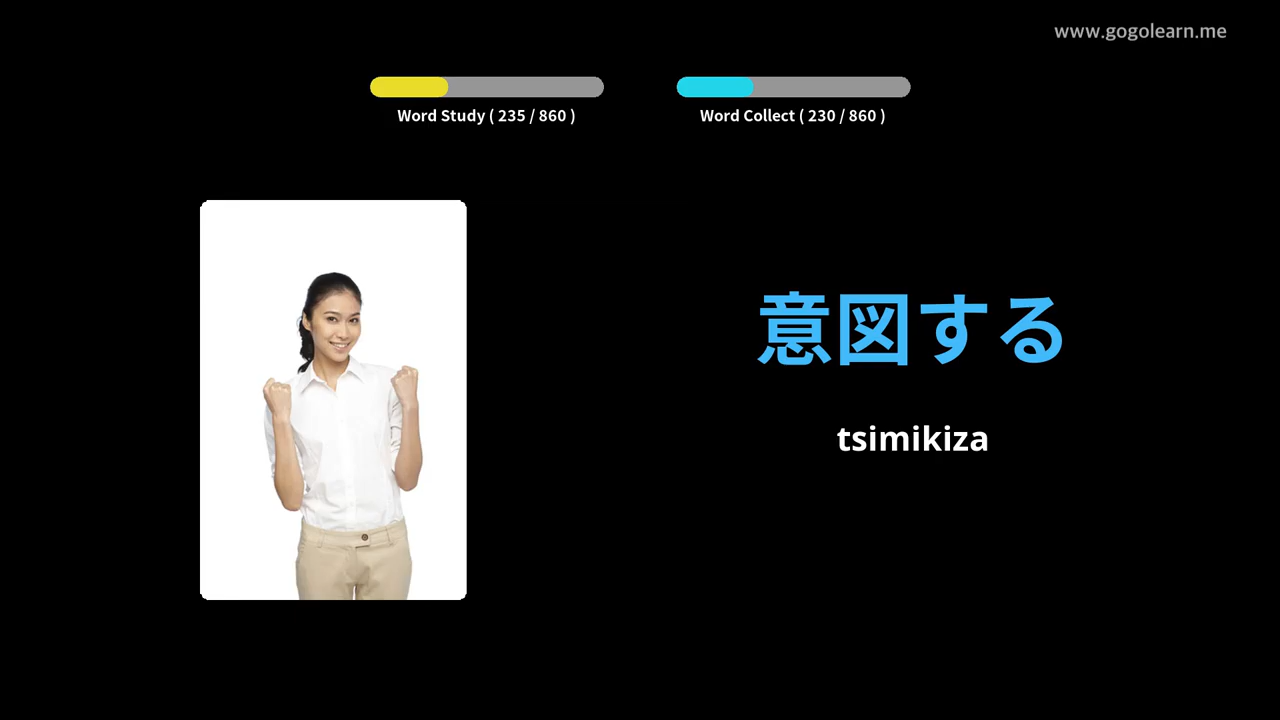 www.gogolearn.me
Word Study ( 235 / 860 )
Word Collect ( 230 / 860 )
意図する
tsimikiza